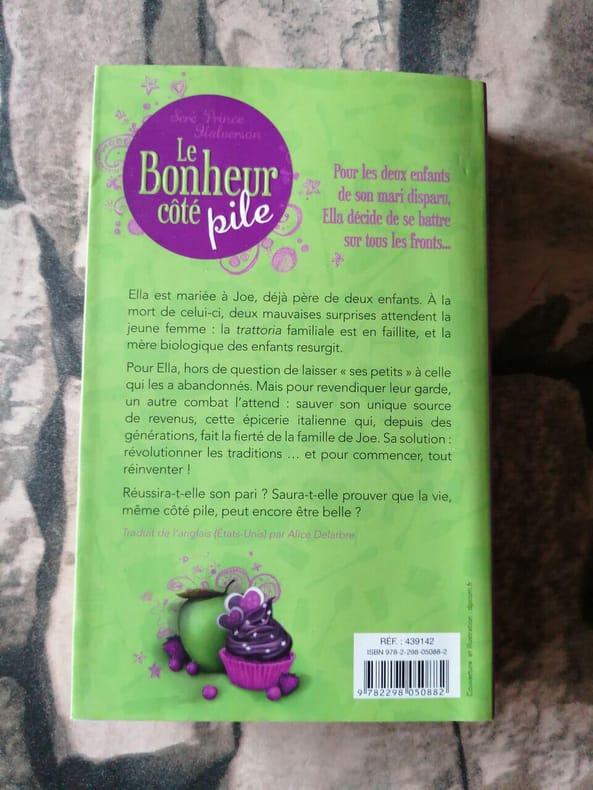 Seré Prince
Halverson
Le
Bonheur
côté
pile
Pour les deux enfants
de son mari disparu,
Ella décide de se battre
sur tous les fronts...
Ella est mariée à Joe, déjà père de deux enfants. À la
mort de celui-ci, deux mauvaises surprises attendent la
jeune femme : la trattoria familiale est en faillite, et la
mère biologique des enfants resurgit.
Pour Ella, hors de question de laisser « ses petits » à celle
qui les a abandonnés. Mais pour revendiquer leur garde,
un autre combat l'attend : sauver son unique source
de revenus, cette épicerie italienne qui, depuis des
générations, fait la fierté de la famille de Joe. Sa solution :
révolutionner les traditions ... et pour commencer, tout
réinventer !
Réussira-t-elle son pari ? Saura-t-elle prouver que la vie,
même côté pile, peut encore être belle ?
Traduit de l'anglais (États-Unis) par Alice Delarbre.
RÉF. : 439142
ISBN 978-2-298-05088-2
9 782298 050882